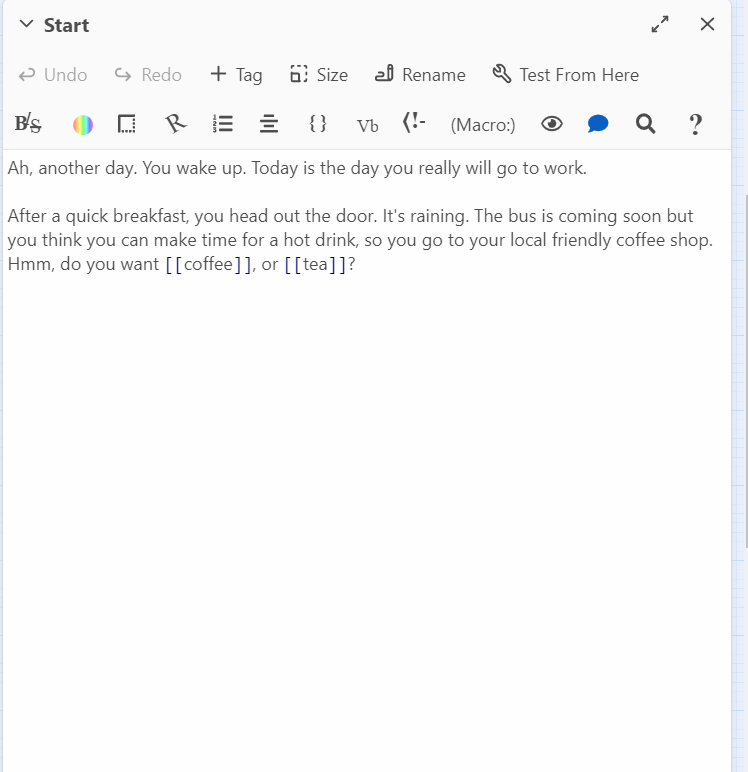 Start
Undo Redo + Tag Size Rename Test From Here
B/S R 1 2 3 { } Vb (!- (Macro:) ?
Ah, another day. You wake up. Today is the day you really will go to work.
After a quick breakfast, you head out the door. It's raining. The bus is coming soon but
you think you can make time for a hot drink, so you go to your local friendly coffee shop.
Hmm, do you want [[coffee]], or [[tea]]?